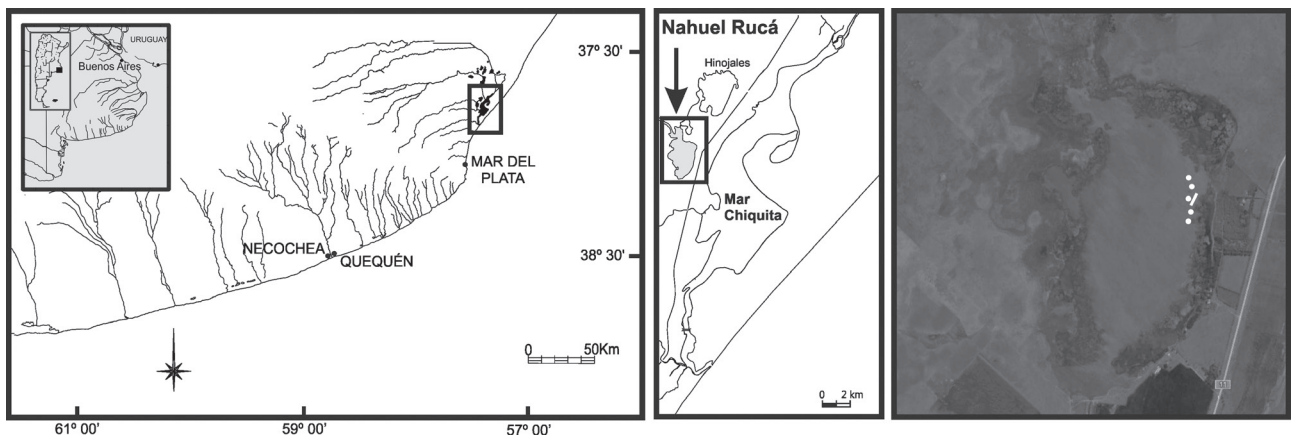 URUGUAY
Buenos Aires
MAR DEL
PLATA
NECOCHEA
QUEQUÉN
0 50Km
37º 30'
38º 30'
61º 00'
59º 00'
57º 00'
Nahuel Rucá
Hinojales
Mar
Chiquita
0 2 km
11